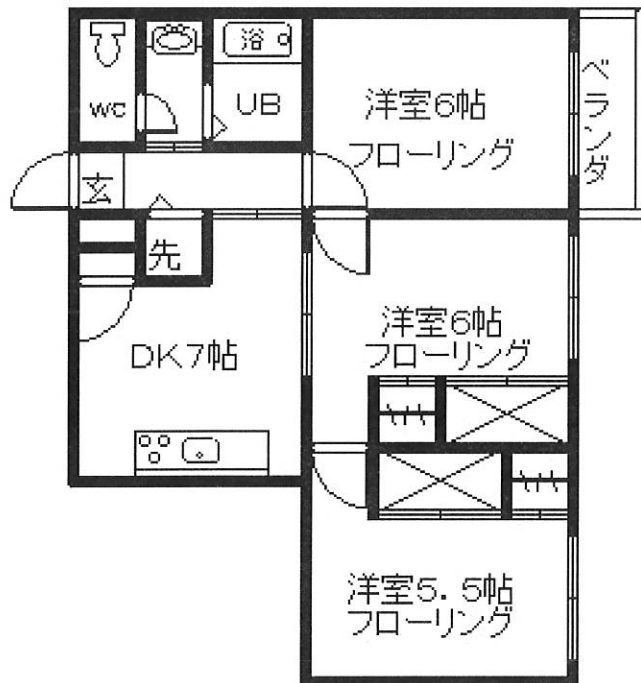 浴
wc
UB
洋室6帖
フローリング
ベランダ
玄
先
洋室6帖
フローリング
DK7帖
洋室5.5帖
フローリング